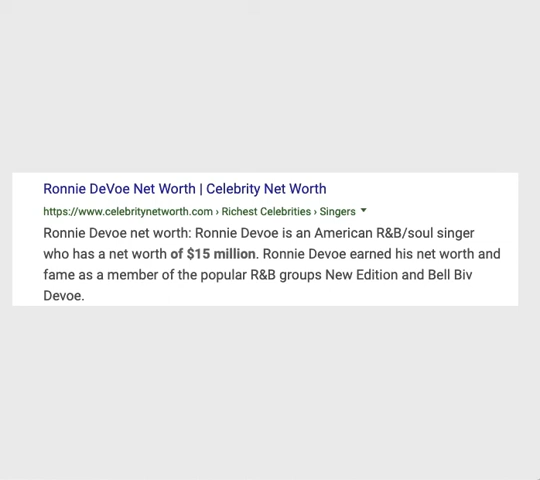 Ronnie DeVoe Net Worth | Celebrity Net Worth
https://www.celebritynetworth.com › Richest Celebrities › Singers
Ronnie Devoe net worth: Ronnie Devoe is an American R&B/soul singer
who has a net worth of $15 million. Ronnie Devoe earned his net worth and
fame as a member of the popular R&B groups New Edition and Bell Biv
Devoe.